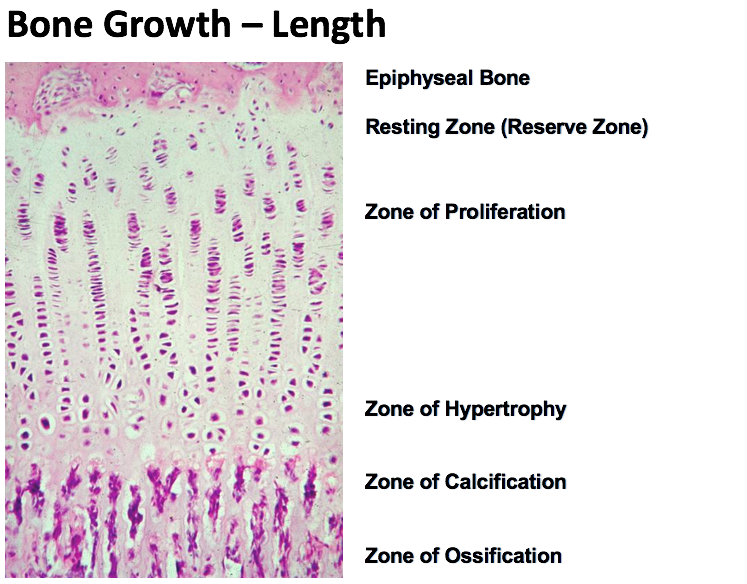 Bone Growth – Length
Epiphyseal Bone
Resting Zone (Reserve Zone)
Zone of Proliferation
Zone of Hypertrophy
Zone of Calcification
Zone of Ossification